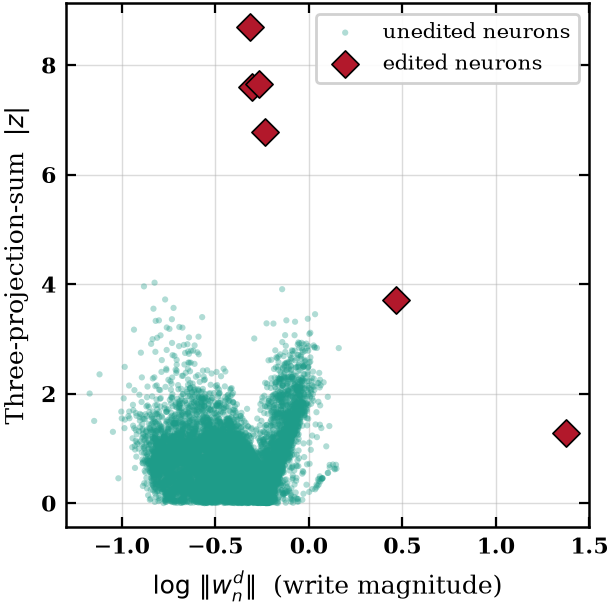 unedited neurons
edited neurons
Three-projection-sum |z|
8
6
4
2
0
−1.0 −0.5 0.0 0.5 1.0 1.5
log ‖wₙᵈ‖ (write magnitude)